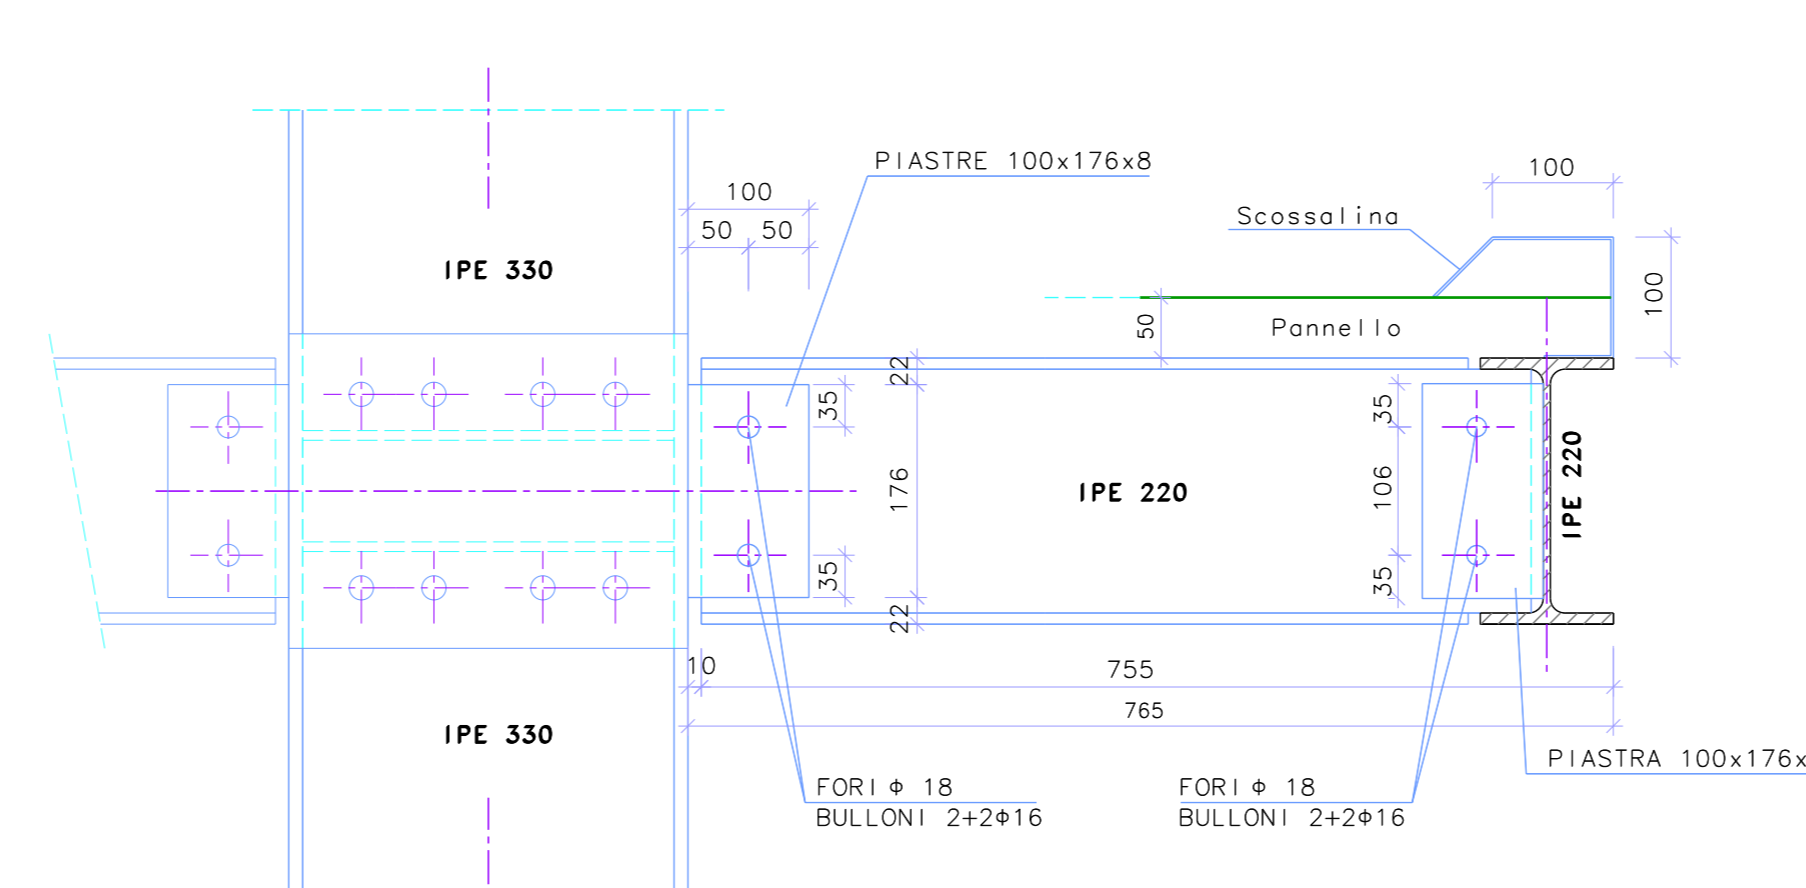 PIASTRE 100x176x8
100
100
50 50
Scossalina
IPE 330
100
50
Pannello
22
35
35
176
IPE 220
106
IPE 220
35
35
22
10
755
765
IPE 330
PIASTRA 100x176x
FORI Φ 18
BULLONI 2+2Φ16
FORI Φ 18
BULLONI 2+2Φ16